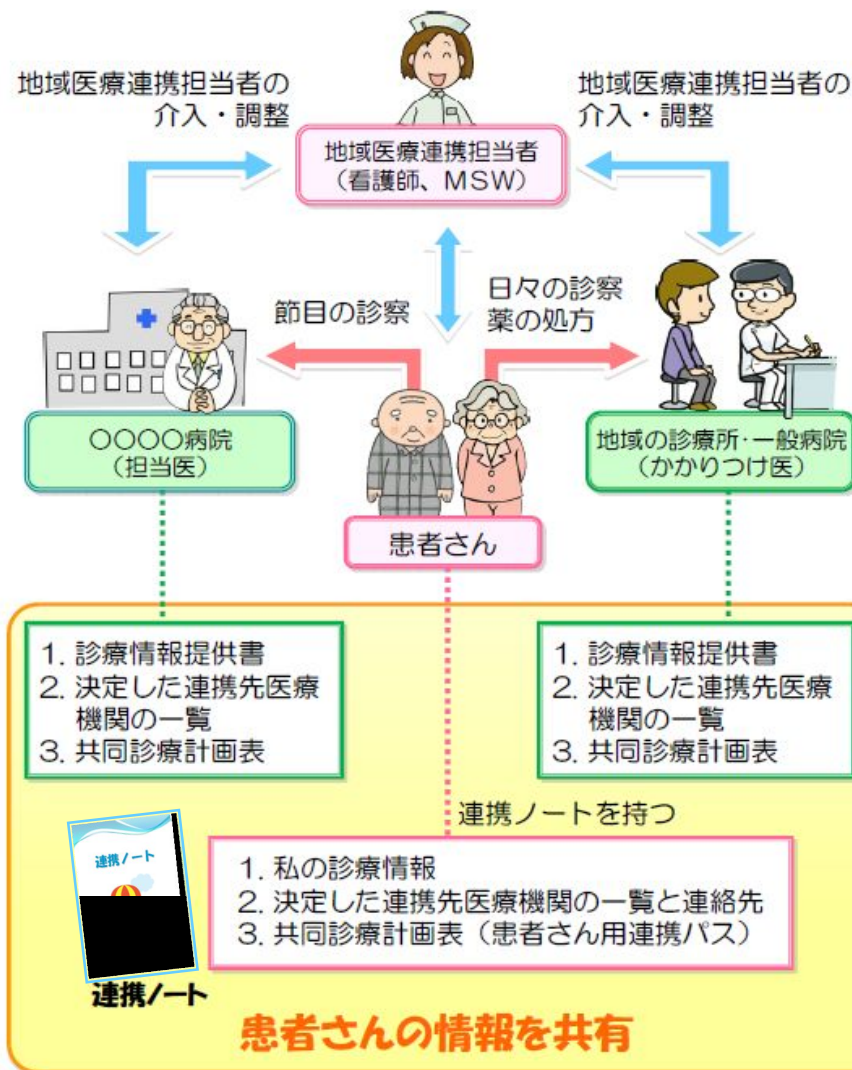 地域医療連携担当者の
介入・調整
地域医療連携担当者の
介入・調整
地域医療連携担当者
（看護師、MSW）
節目の診察
日々の診察
薬の処方
〇〇〇〇病院
（担当医）
地域の診療所・一般病院
（かかりつけ医）
患者さん
1. 診療情報提供書
2. 決定した連携先医療
機関の一覧
3. 共同診療計画表
1. 診療情報提供書
2. 決定した連携先医療
機関の一覧
3. 共同診療計画表
連携ノートを持つ
連携ノート
1. 私の診療情報
2. 決定した連携先医療機関の一覧と連絡先
3. 共同診療計画表（患者さん用連携パス）
連携ノート
患者さんの情報を共有